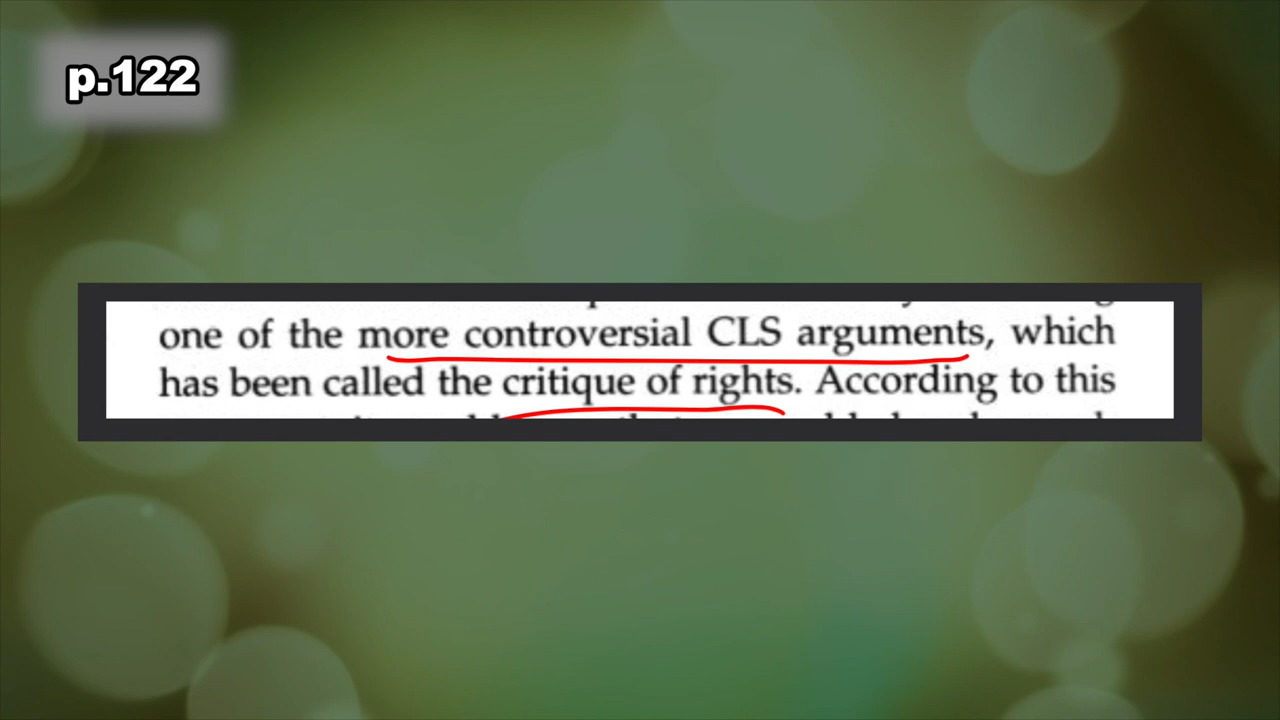 p.122
one of the more controversial CLS arguments, which
has been called the critique of rights. According to this